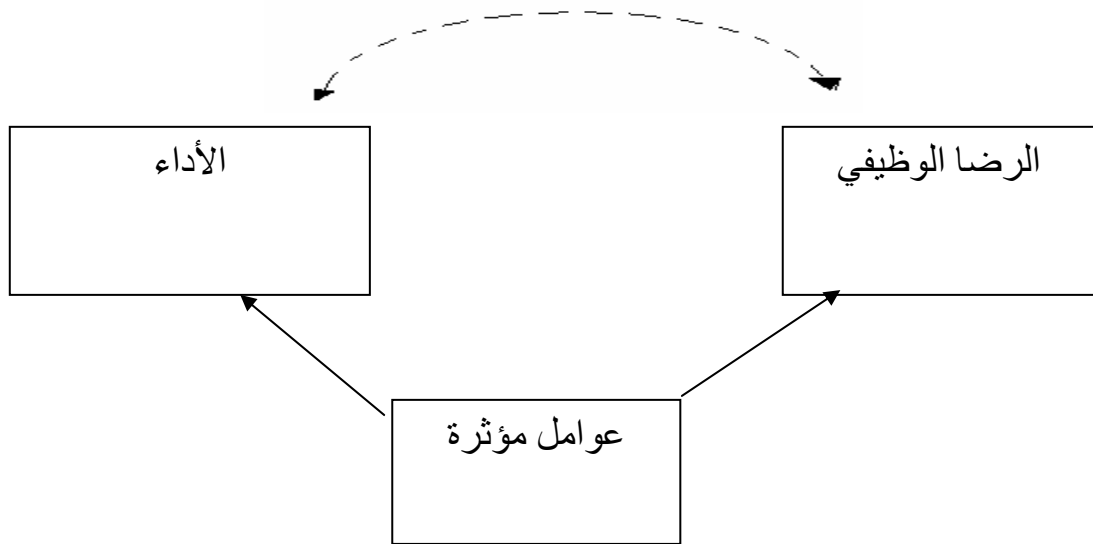 الرضا الوظيفي
الأداء
عوامل مؤثرة